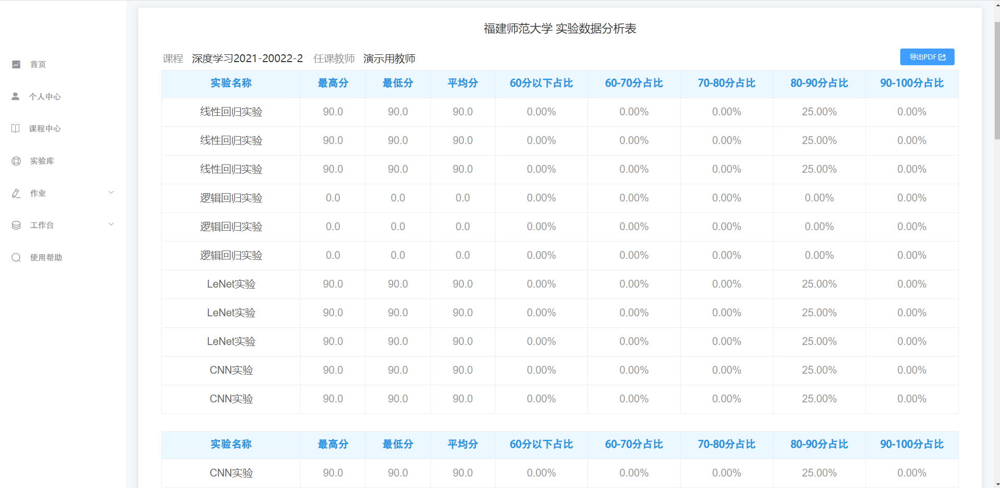 福建师范大学 实验数据分析表
首页
个人中心
课程中心
实验库
作业
工作台
使用帮助
课程 深度学习2021-20022-2 任课教师 演示用教师
导出PDF
实验名称 最高分 最低分 平均分 60分以下占比 60-70分占比 70-80分占比 80-90分占比 90-100分占比
线性回归实验 90.0 90.0 90.0 0.00% 0.00% 0.00% 25.00% 0.00%
线性回归实验 90.0 90.0 90.0 0.00% 0.00% 0.00% 25.00% 0.00%
线性回归实验 90.0 90.0 90.0 0.00% 0.00% 0.00% 25.00% 0.00%
逻辑回归实验 0.0 0.0 0.0 0.00% 0.00% 0.00% 0.00% 0.00%
逻辑回归实验 0.0 0.0 0.0 0.00% 0.00% 0.00% 0.00% 0.00%
逻辑回归实验 0.0 0.0 0.0 0.00% 0.00% 0.00% 0.00% 0.00%
LeNet实验 90.0 90.0 90.0 0.00% 0.00% 0.00% 25.00% 0.00%
LeNet实验 90.0 90.0 90.0 0.00% 0.00% 0.00% 25.00% 0.00%
LeNet实验 90.0 90.0 90.0 0.00% 0.00% 0.00% 25.00% 0.00%
CNN实验 90.0 90.0 90.0 0.00% 0.00% 0.00% 25.00% 0.00%
CNN实验 90.0 90.0 90.0 0.00% 0.00% 0.00% 25.00% 0.00%
实验名称 最高分 最低分 平均分 60分以下占比 60-70分占比 70-80分占比 80-90分占比 90-100分占比
CNN实验 90.0 90.0 90.0 0.00% 0.00% 0.00% 25.00% 0.00%